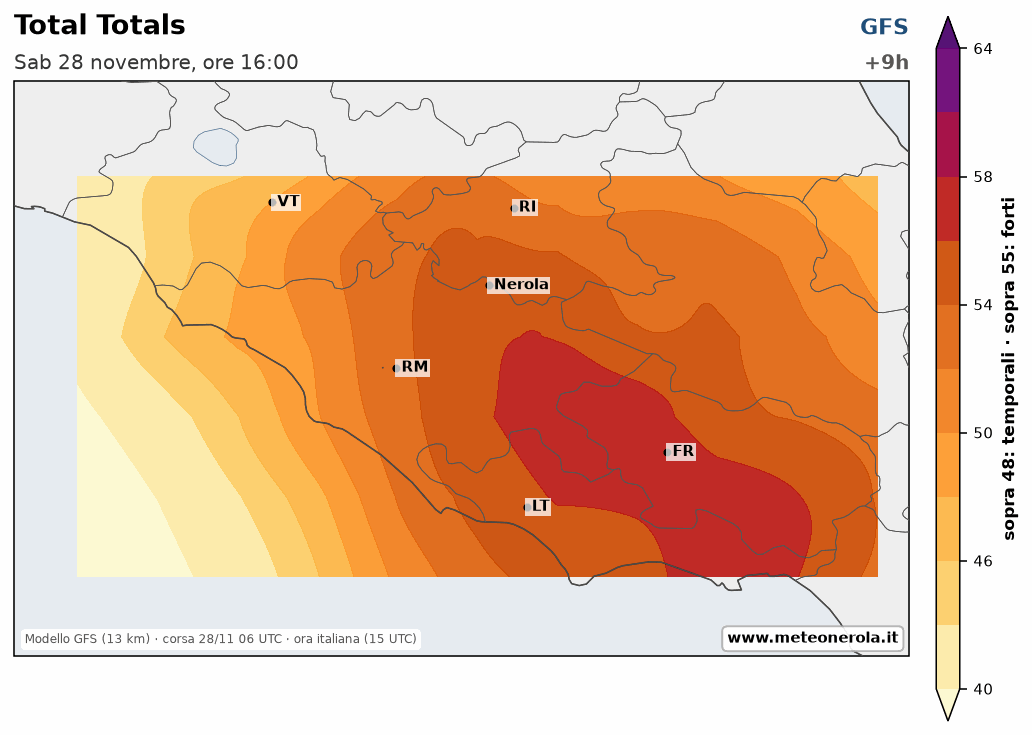 Total Totals
GFS
Sab 28 novembre, ore 16:00
+9h
64
58
54
50
46
40
sopra 48: temporali · sopra 55: forti
VT
RI
Nerola
RM
FR
LT
Modello GFS (13 km) · corsa 28/11 06 UTC · ora italiana (15 UTC)
www.meteonerola.it